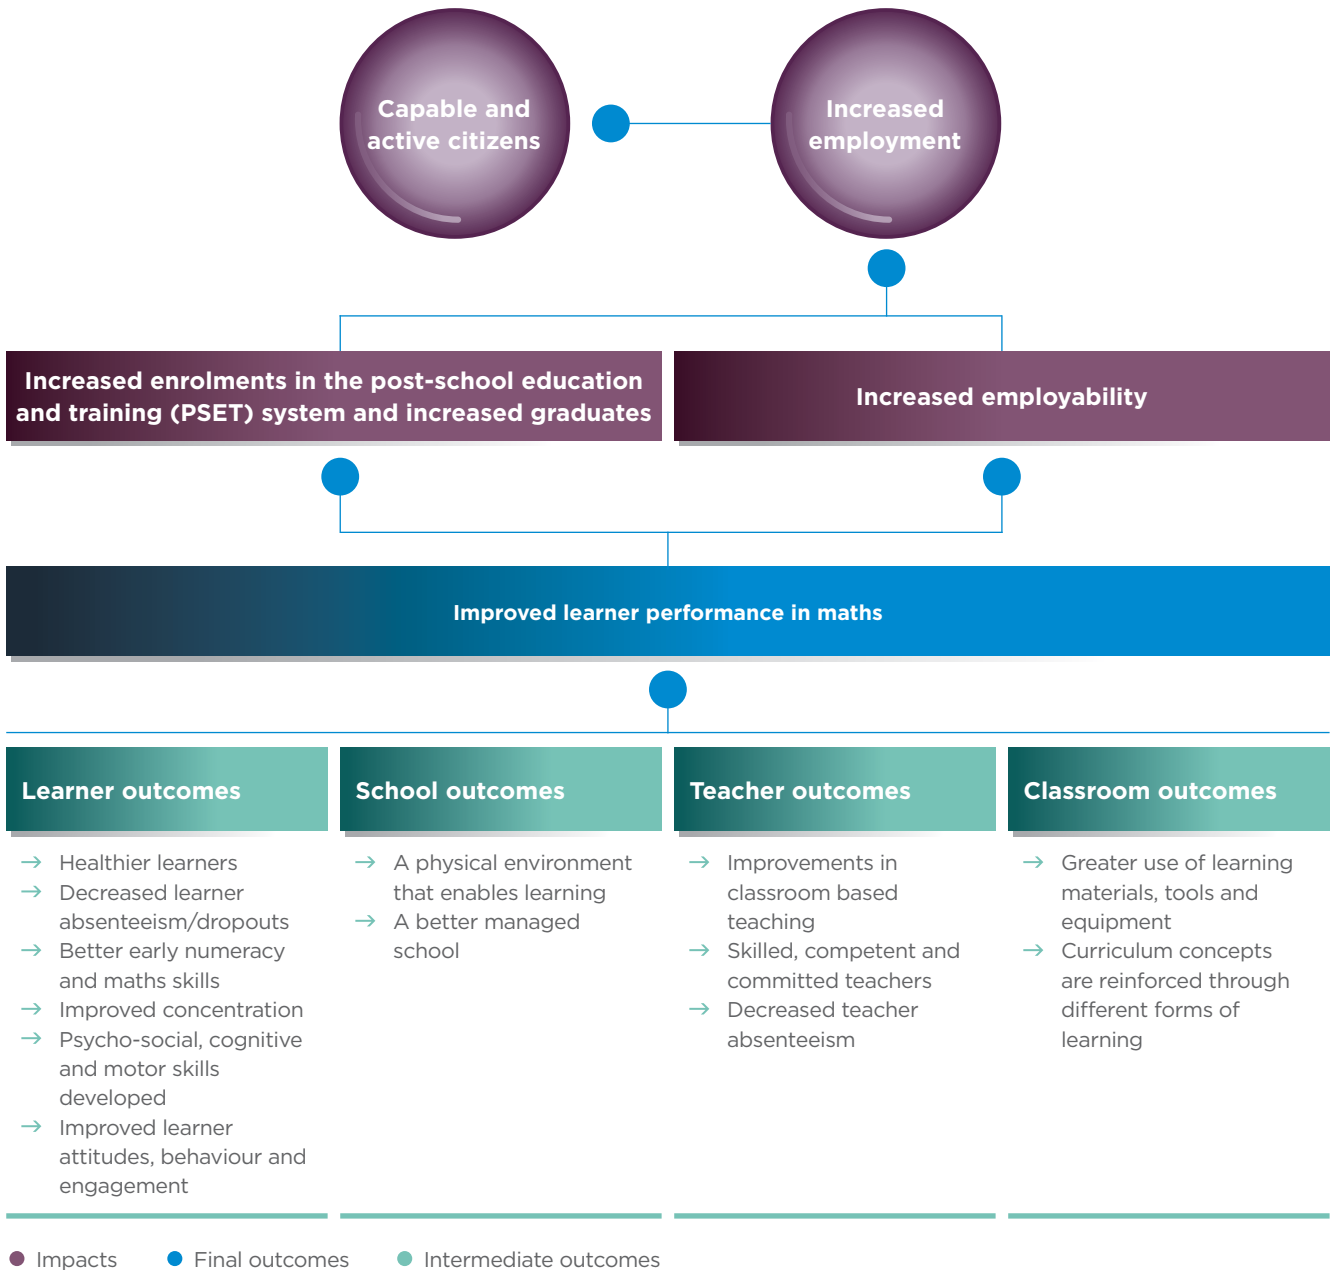 Capable and
active citizens
Increased
employment
Increased enrolments in the post-school education
and training (PSET) system and increased graduates
Increased employability
Improved learner performance in maths
Learner outcomes
→ Healthier learners
→ Decreased learner
absenteeism/dropouts
→ Better early numeracy
and maths skills
→ Improved concentration
→ Psycho-social, cognitive
and motor skills
developed
→ Improved learner
attitudes, behaviour and
engagement
School outcomes
→ A physical environment
that enables learning
→ A better managed
school
Teacher outcomes
→ Improvements in
classroom based
teaching
→ Skilled, competent and
committed teachers
→ Decreased teacher
absenteeism
Classroom outcomes
→ Greater use of learning
materials, tools and
equipment
→ Curriculum concepts
are reinforced through
different forms of
learning
Impacts
Final outcomes
Intermediate outcomes